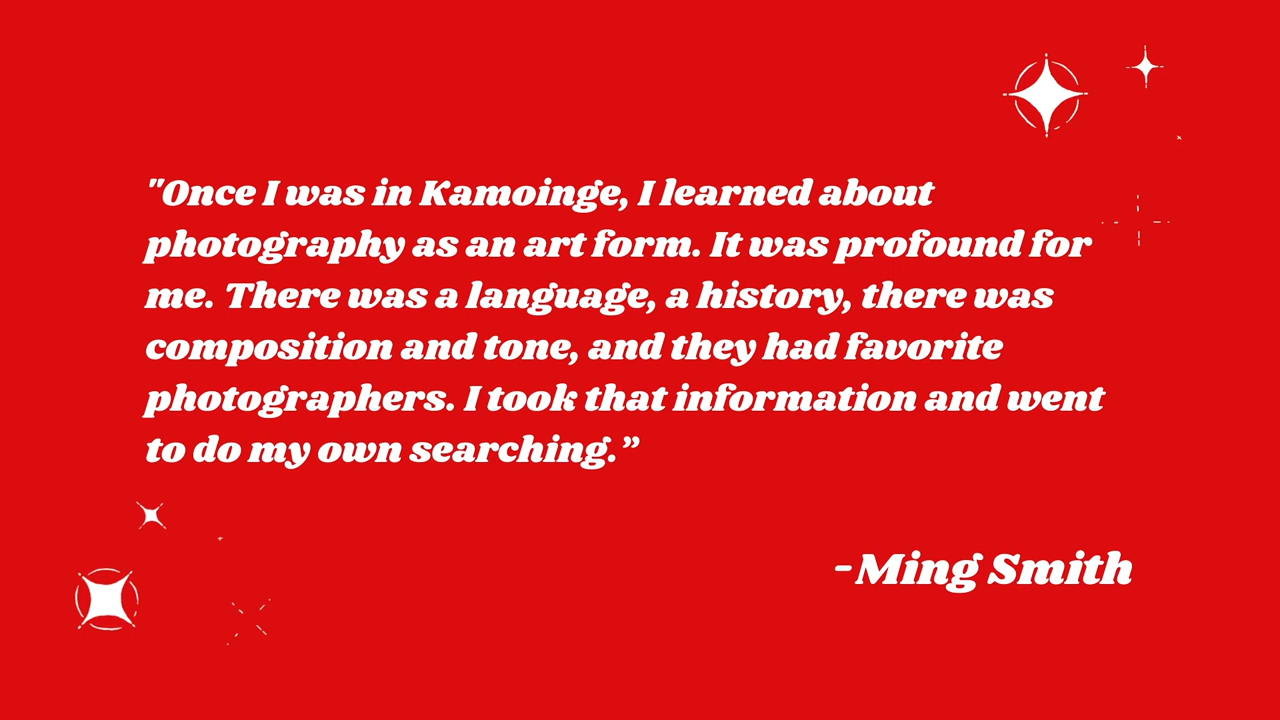 "Once I was in Kamoinge, I learned about
photography as an art form. It was profound for
me. There was a language, a history, there was
composition and tone, and they had favorite
photographers. I took that information and went
to do my own searching.”
-Ming Smith